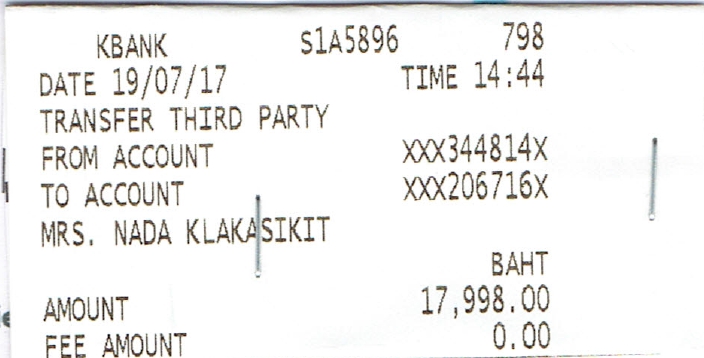 KBANK S1A5896 798
DATE 19/07/17 TIME 14:44
TRANSFER THIRD PARTY
FROM ACCOUNT XXX344814X
TO ACCOUNT XXX206716X
MRS. NADA KLAKASIKIT
BAHT
AMOUNT 17,998.00
FEE AMOUNT 0.00